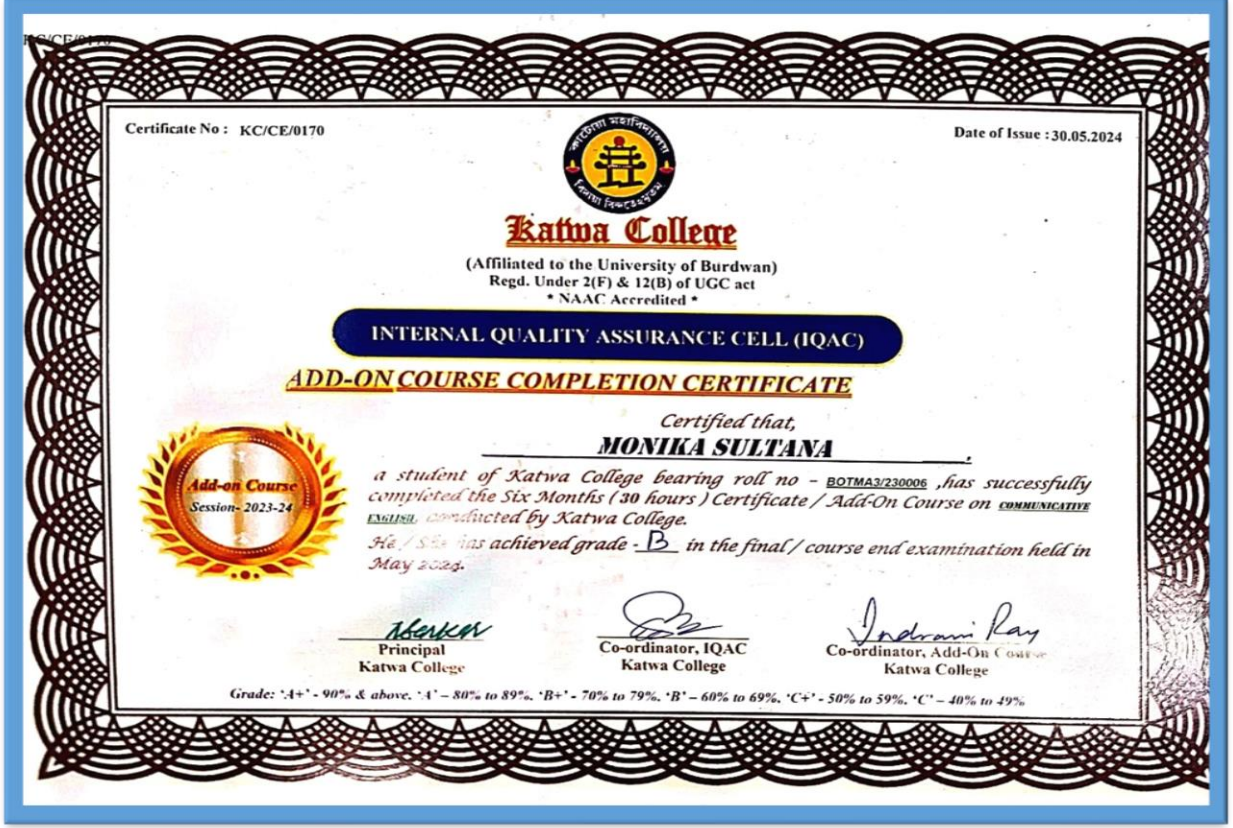 KC/CE/0170
Certificate No : KC/CE/0170
Date of Issue : 30.05.2024
কাটোয়া মহাবিদ্যালয়
Katwa College
(Affiliated to the University of Burdwan)
Regd. Under 2(F) & 12(B) of UGC act
* NAAC Accredited *
INTERNAL QUALITY ASSURANCE CELL (IQAC)
ADD-ON COURSE COMPLETION CERTIFICATE
Certified that,
MONIKA SULTANA.
a student of Katwa College bearing roll no – BOTMA3/230006 ,has successfully
completed the Six Months ( 30 hours ) Certificate / Add-On Course on COMMUNICATIVE
ENGLISH, conducted by Katwa College.
He / She has achieved grade - B in the final / course end examination held in
May 2024.
Add-on Course
Session- 2023-24
Principal
Katwa College
Co-ordinator, IQAC
Katwa College
Indrani Ray
Co-ordinator, Add-On Course
Katwa College
Grade: 'A+' - 90% & above. 'A' – 80% to 89%. 'B+' - 70% to 79%. 'B' – 60% to 69%. 'C+' - 50% to 59%. 'C' – 40% to 49%